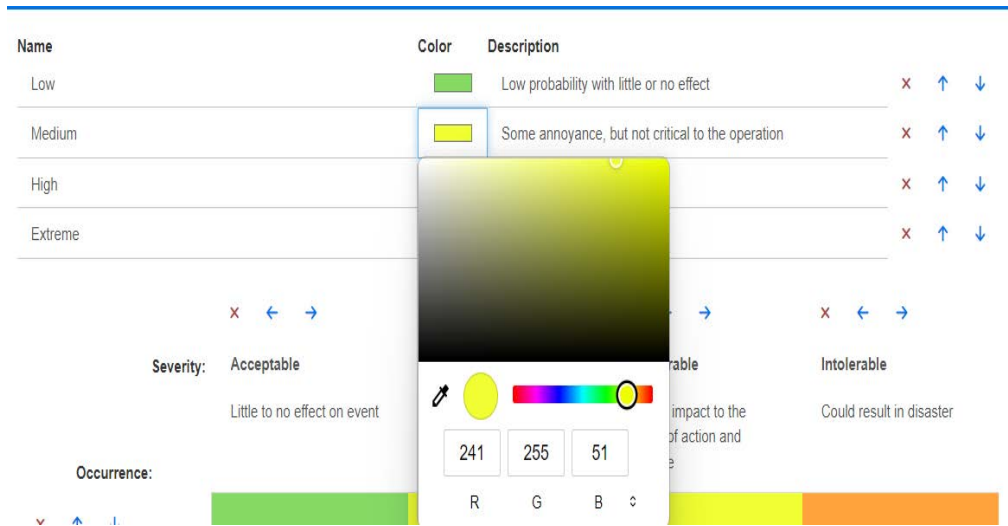 Name Color Description
Low Low probability with little or no effect
Medium Some annoyance, but not critical to the operation
High
Extreme
Severity: Acceptable rable Intolerable
Little to no effect on event impact to the Could result in disaster
of action and
e
Occurrence:
241 255 51
R G B